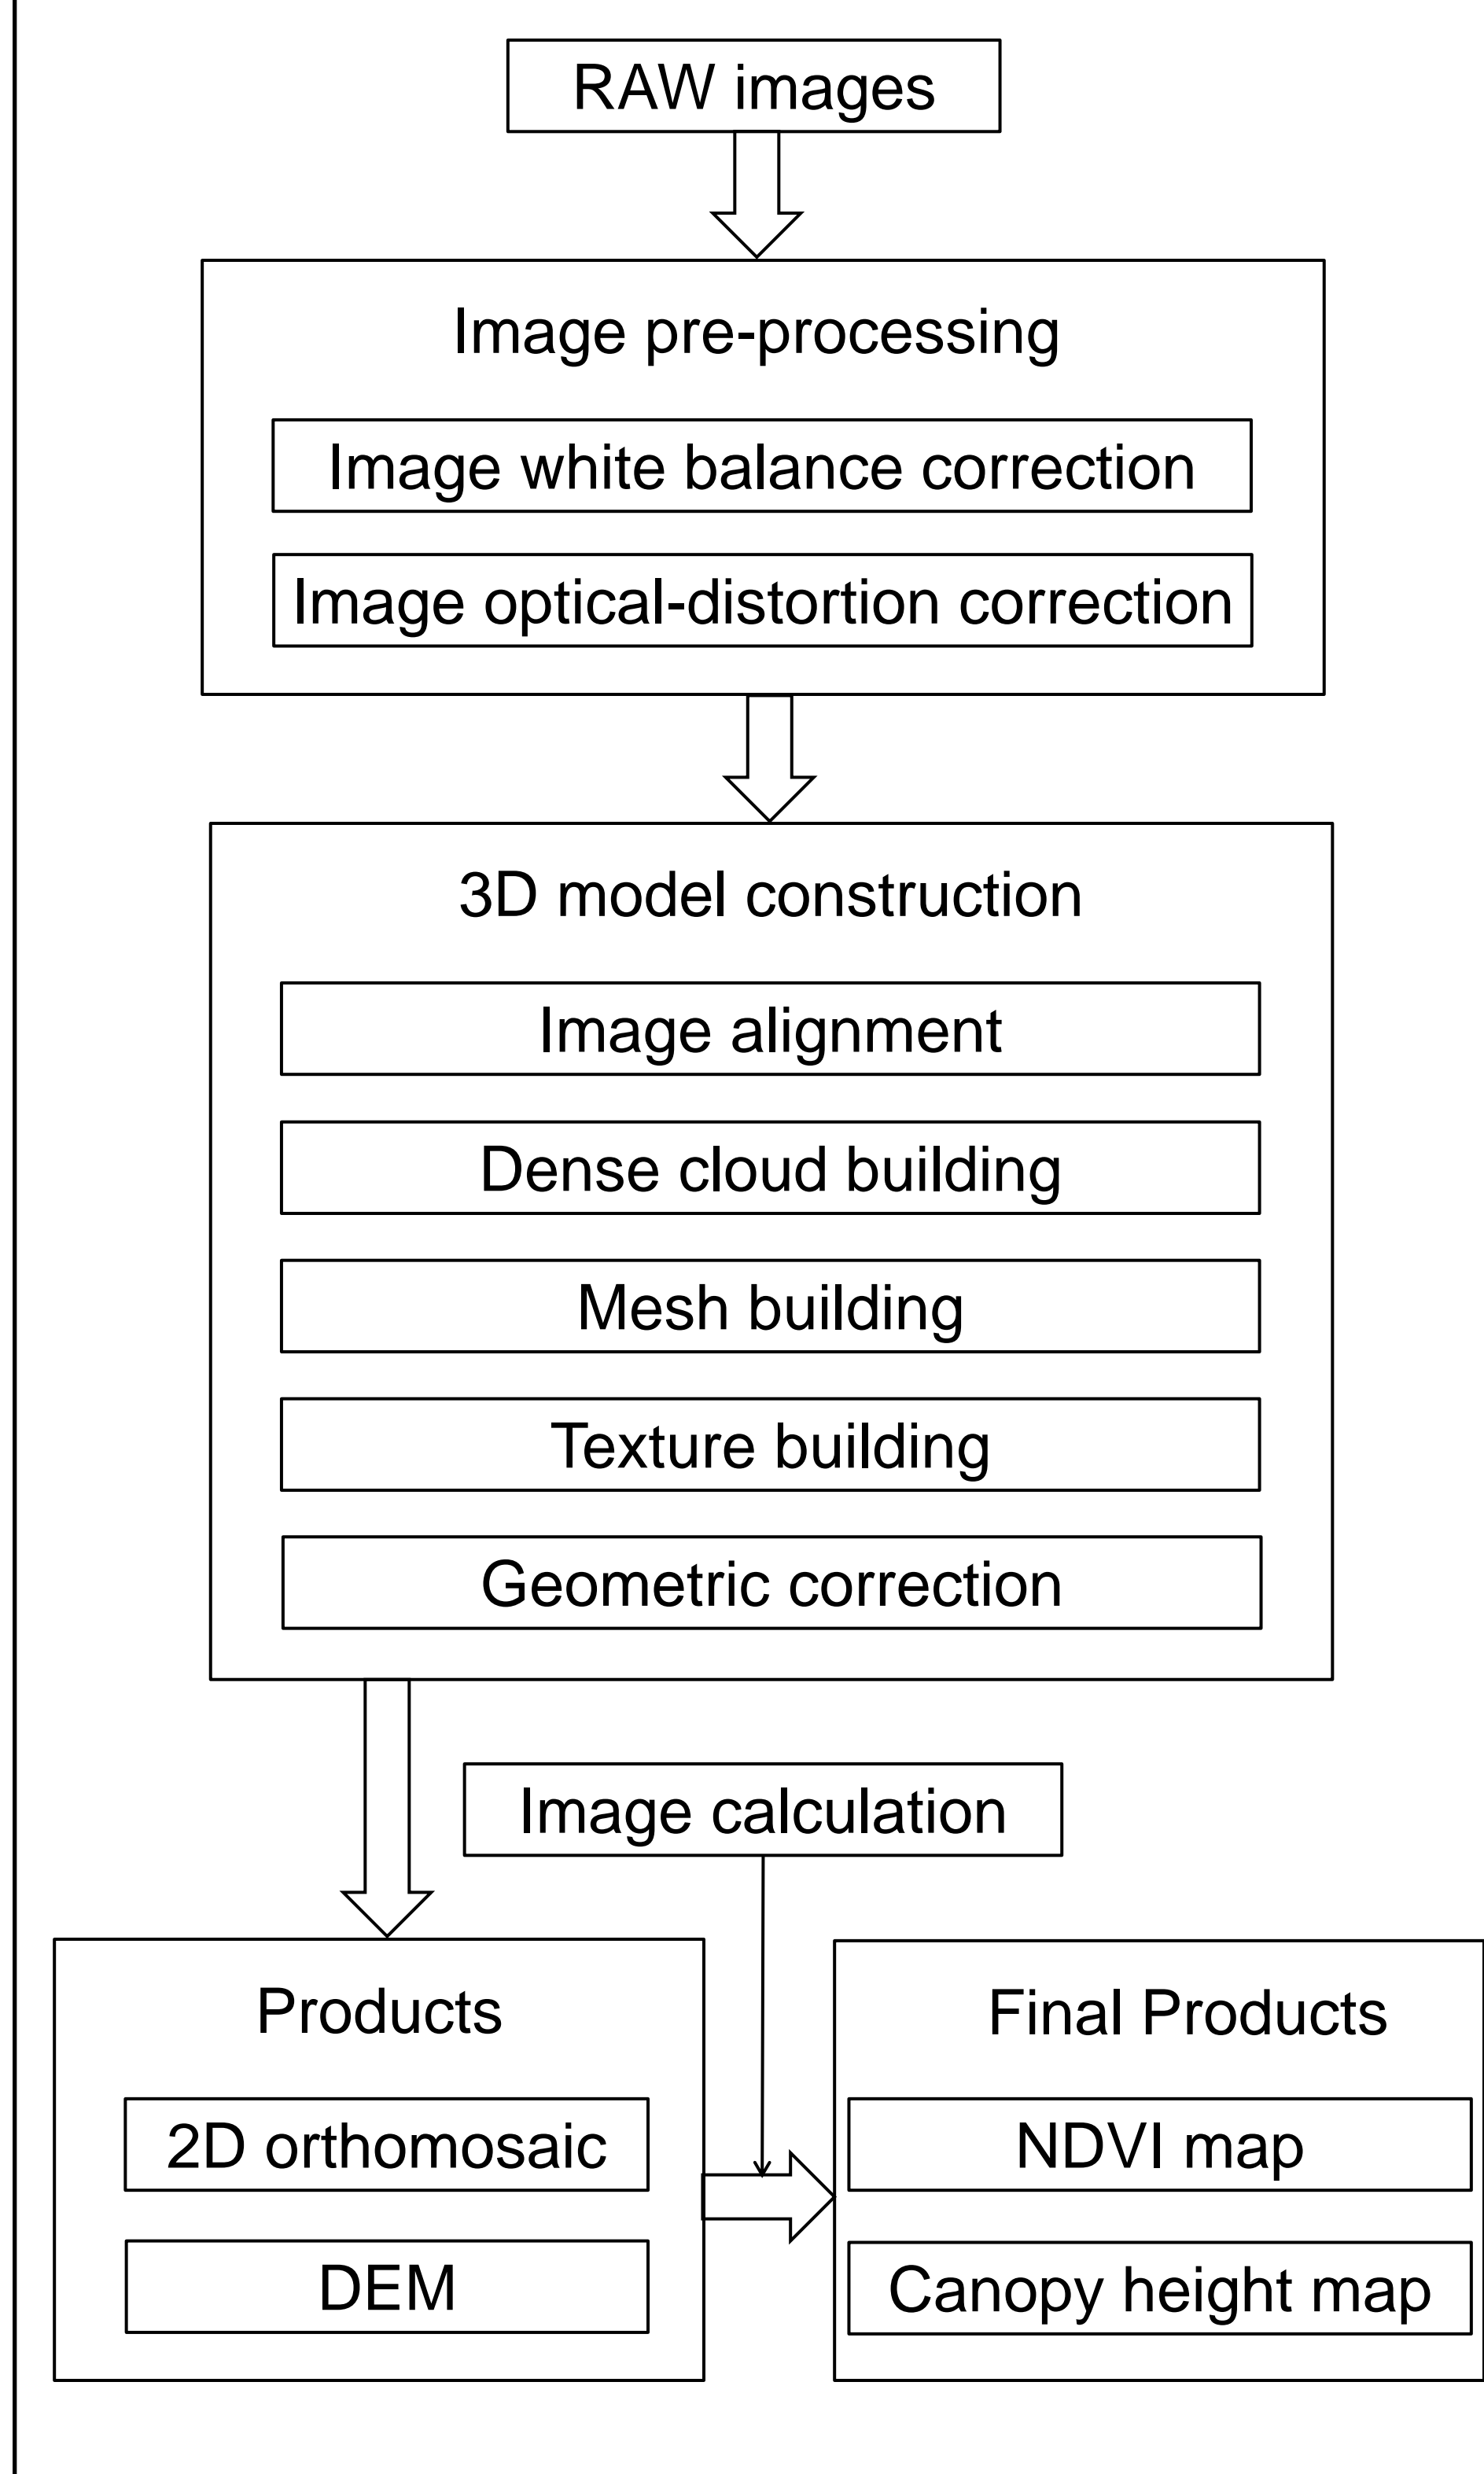 RAW images
Image pre-processing
Image white balance correction
Image optical-distortion correction
3D model construction
Image alignment
Dense cloud building
Mesh building
Texture building
Geometric correction
Image calculation
Products
2D orthomosaic
DEM
Final Products
NDVI map
Canopy height map